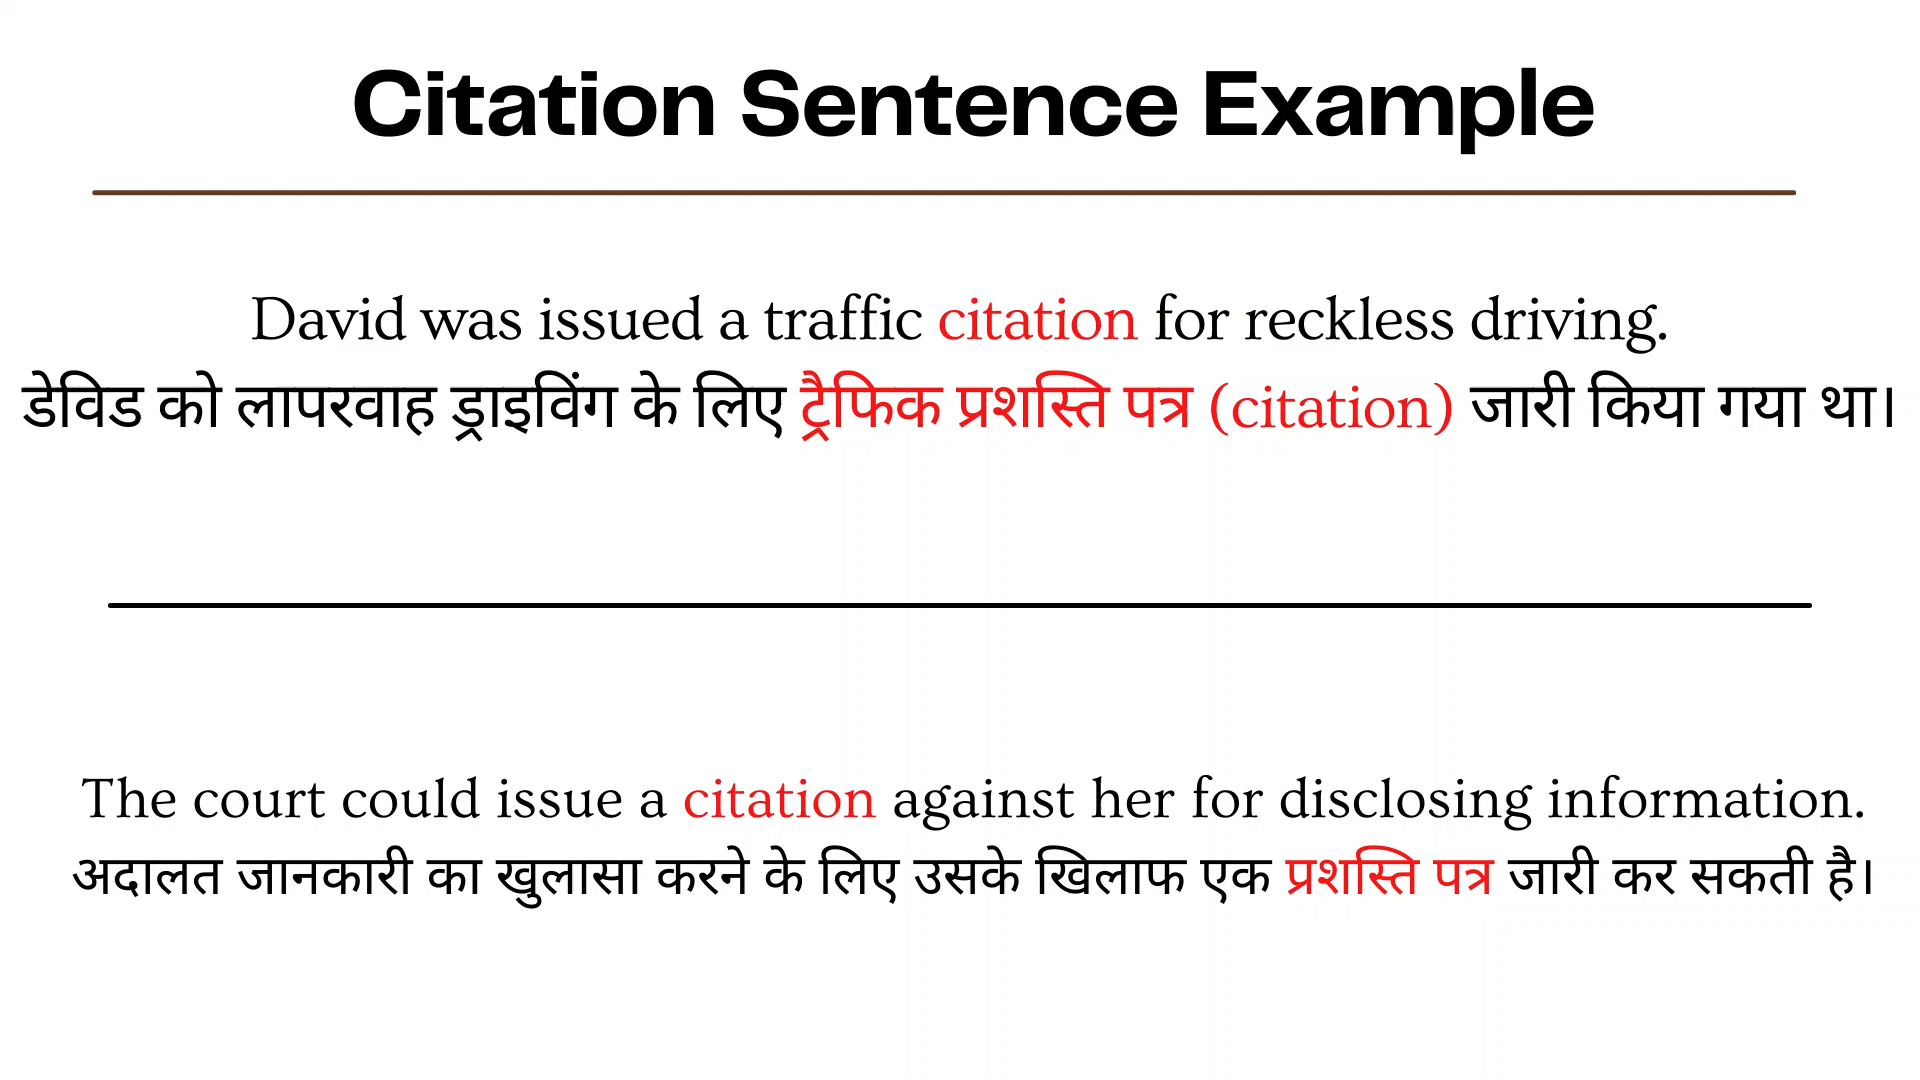 Citation Sentence Example
David was issued a traffic citation for reckless driving.
डेविड को लापरवाह ड्राइविंग के लिए ट्रैफिक प्रशस्ति पत्र (citation) जारी किया गया था।
The court could issue a citation against her for disclosing information.
अदालत जानकारी का खुलासा करने के लिए उसके खिलाफ एक प्रशस्ति पत्र जारी कर सकती है।